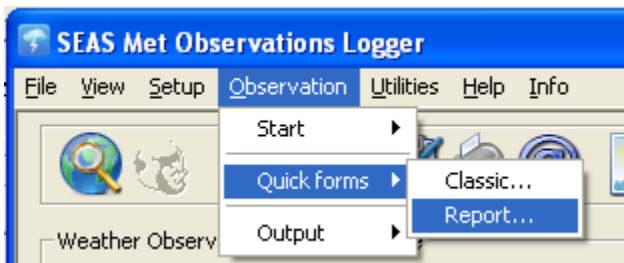 SEAS Met Observations Logger
File View Setup Observation Utilities Help Info
Start
Quick forms
Classic...
Report...
Output
Weather Observ